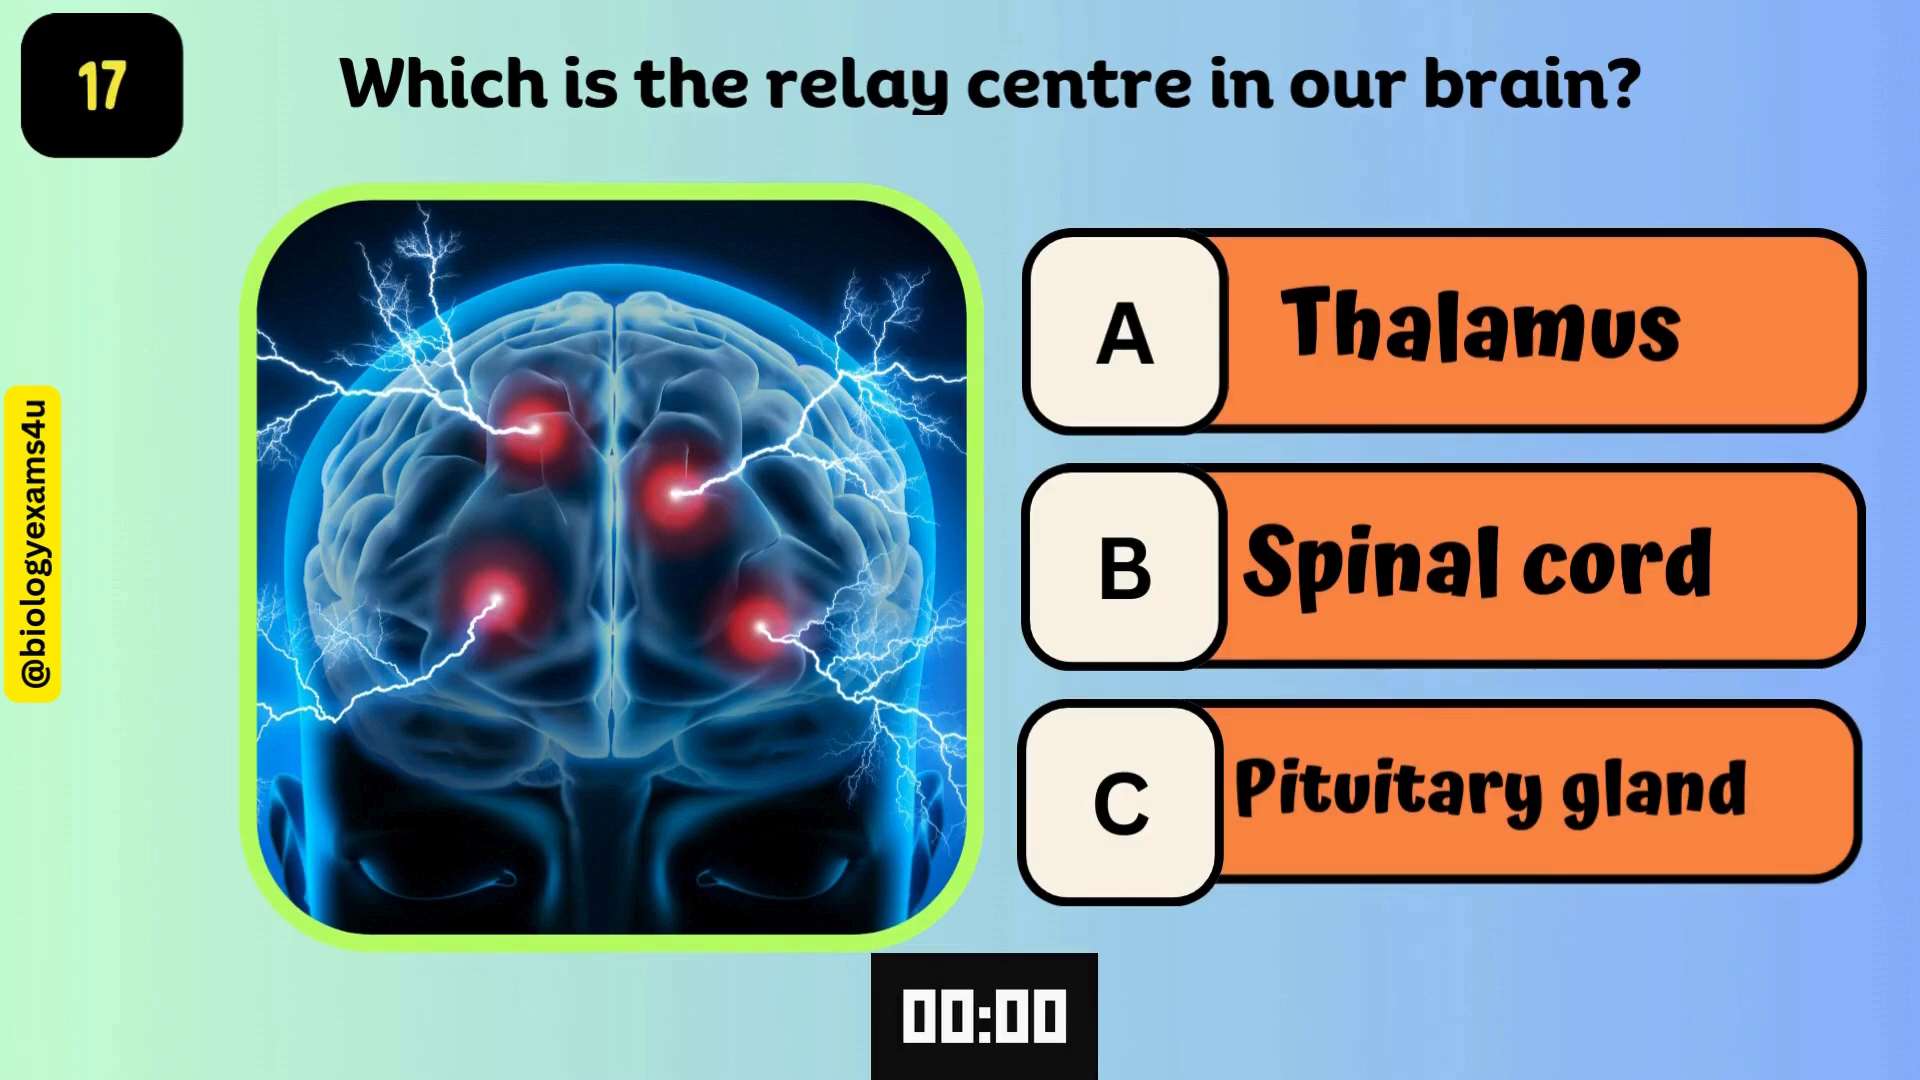 17
Which is the relay centre in our brain?
@biologyexams4u
A
Thalamus
B
Spinal cord
C
Pituitary gland
00:00